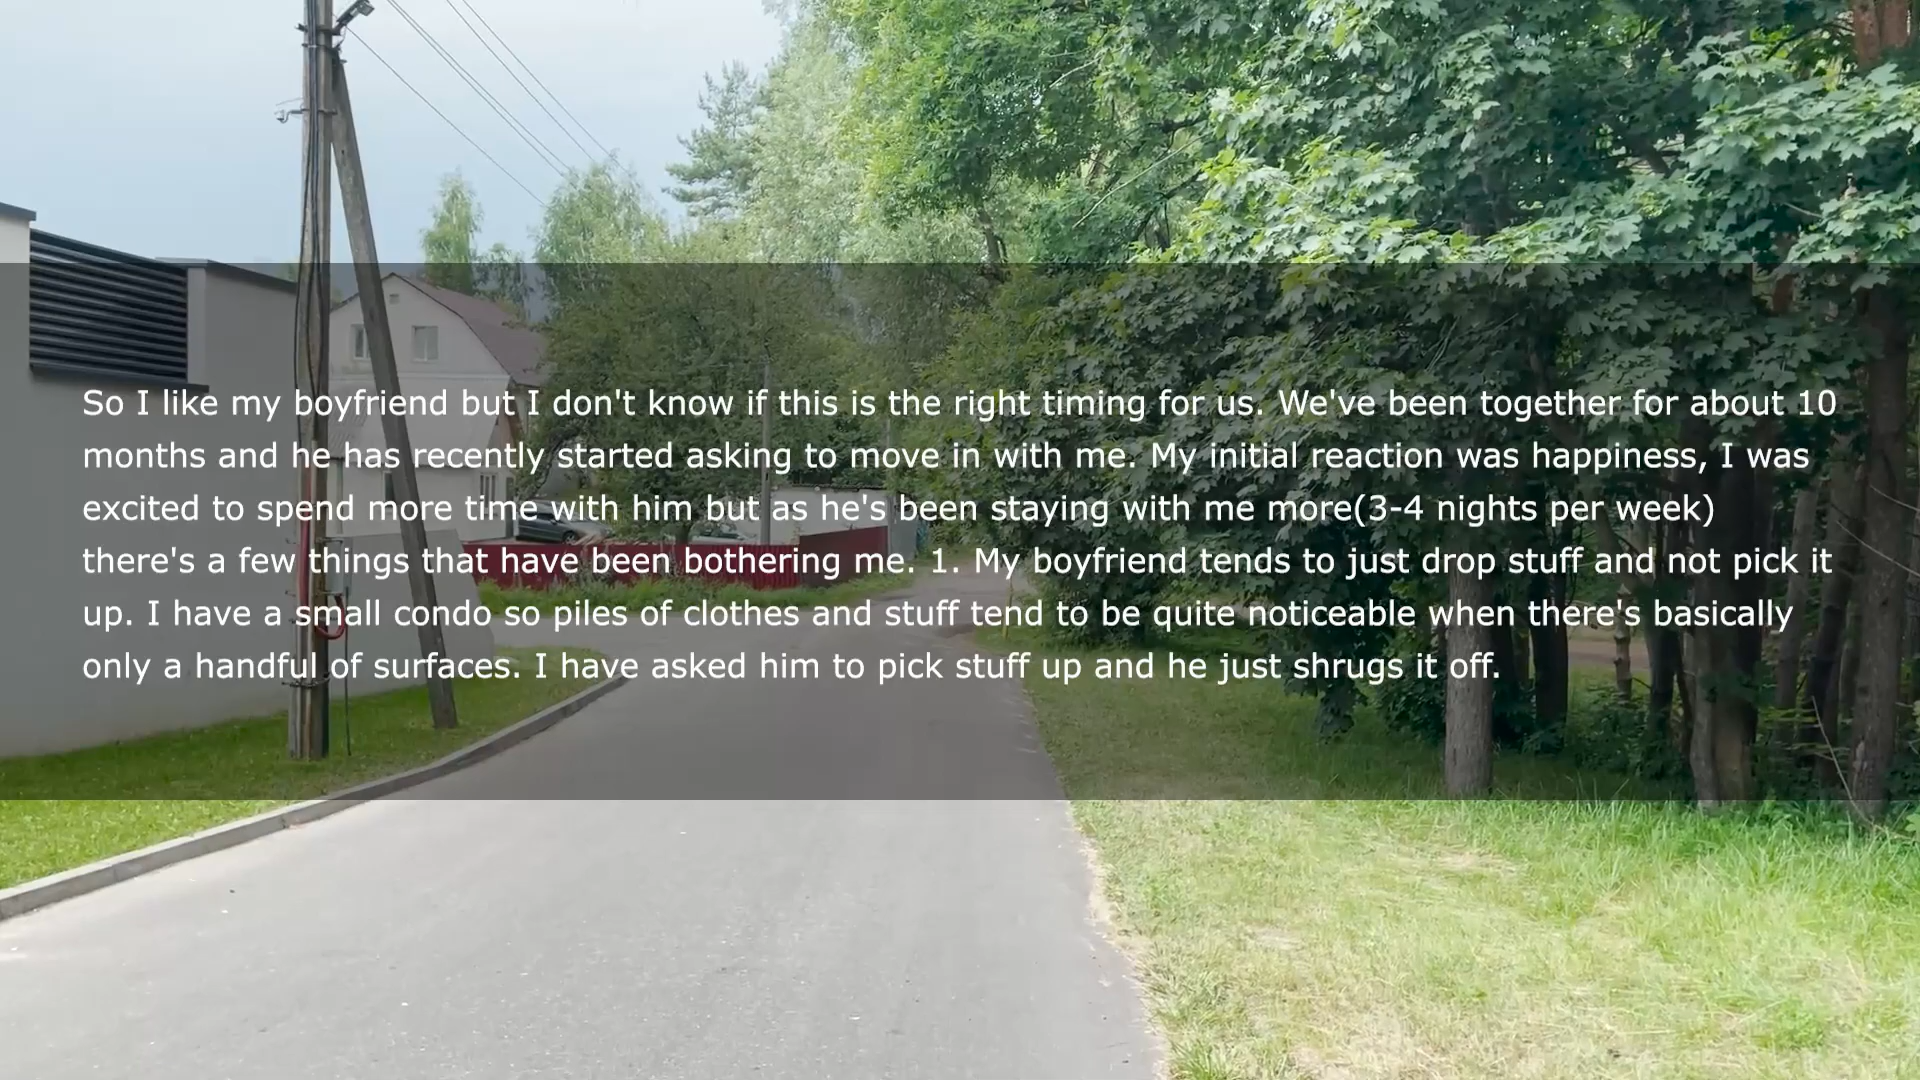 So I like my boyfriend but I don't know if this is the right timing for us. We've been together for about 10
months and he has recently started asking to move in with me. My initial reaction was happiness, I was
excited to spend more time with him but as he's been staying with me more(3-4 nights per week)
there's a few things that have been bothering me. 1. My boyfriend tends to just drop stuff and not pick it
up. I have a small condo so piles of clothes and stuff tend to be quite noticeable when there's basically
only a handful of surfaces. I have asked him to pick stuff up and he just shrugs it off.